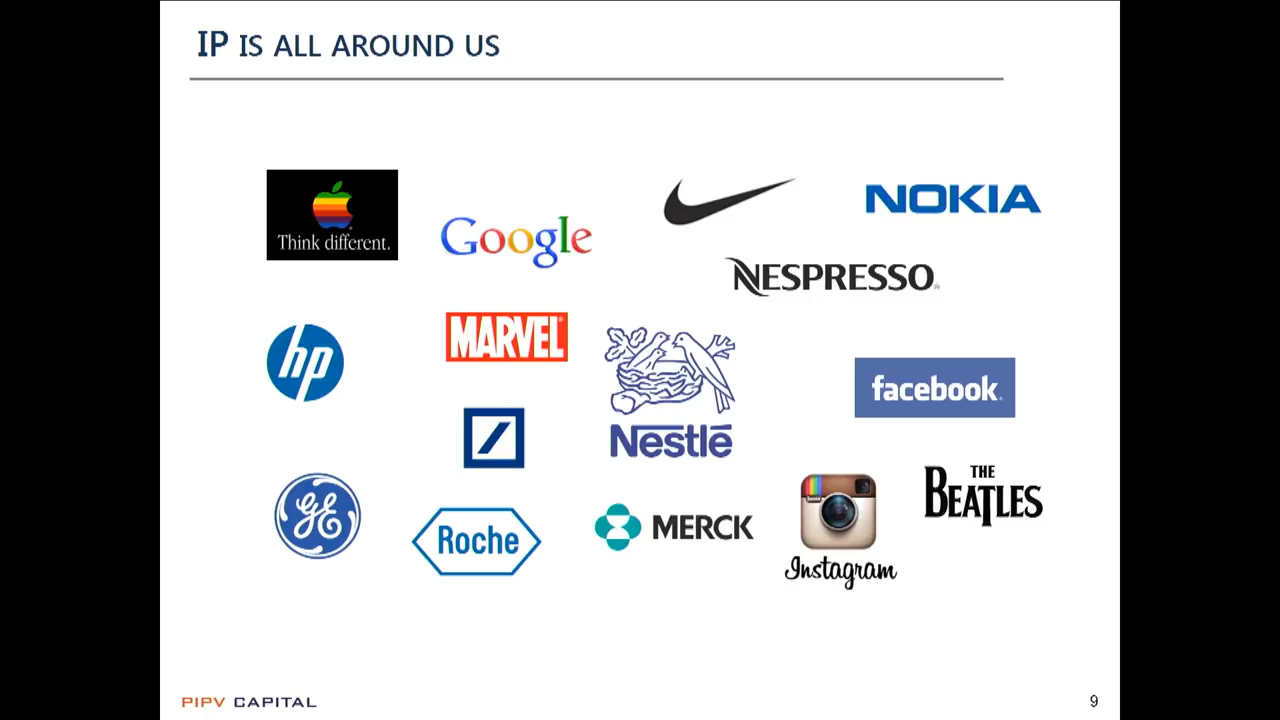 IP IS ALL AROUND US
Think different.
Google
NOKIA
NESPRESSO
hp
MARVEL
Nestlé
facebook
GE
Roche
MERCK
Instagram
THE
BEATLES
PIPV CAPITAL
9